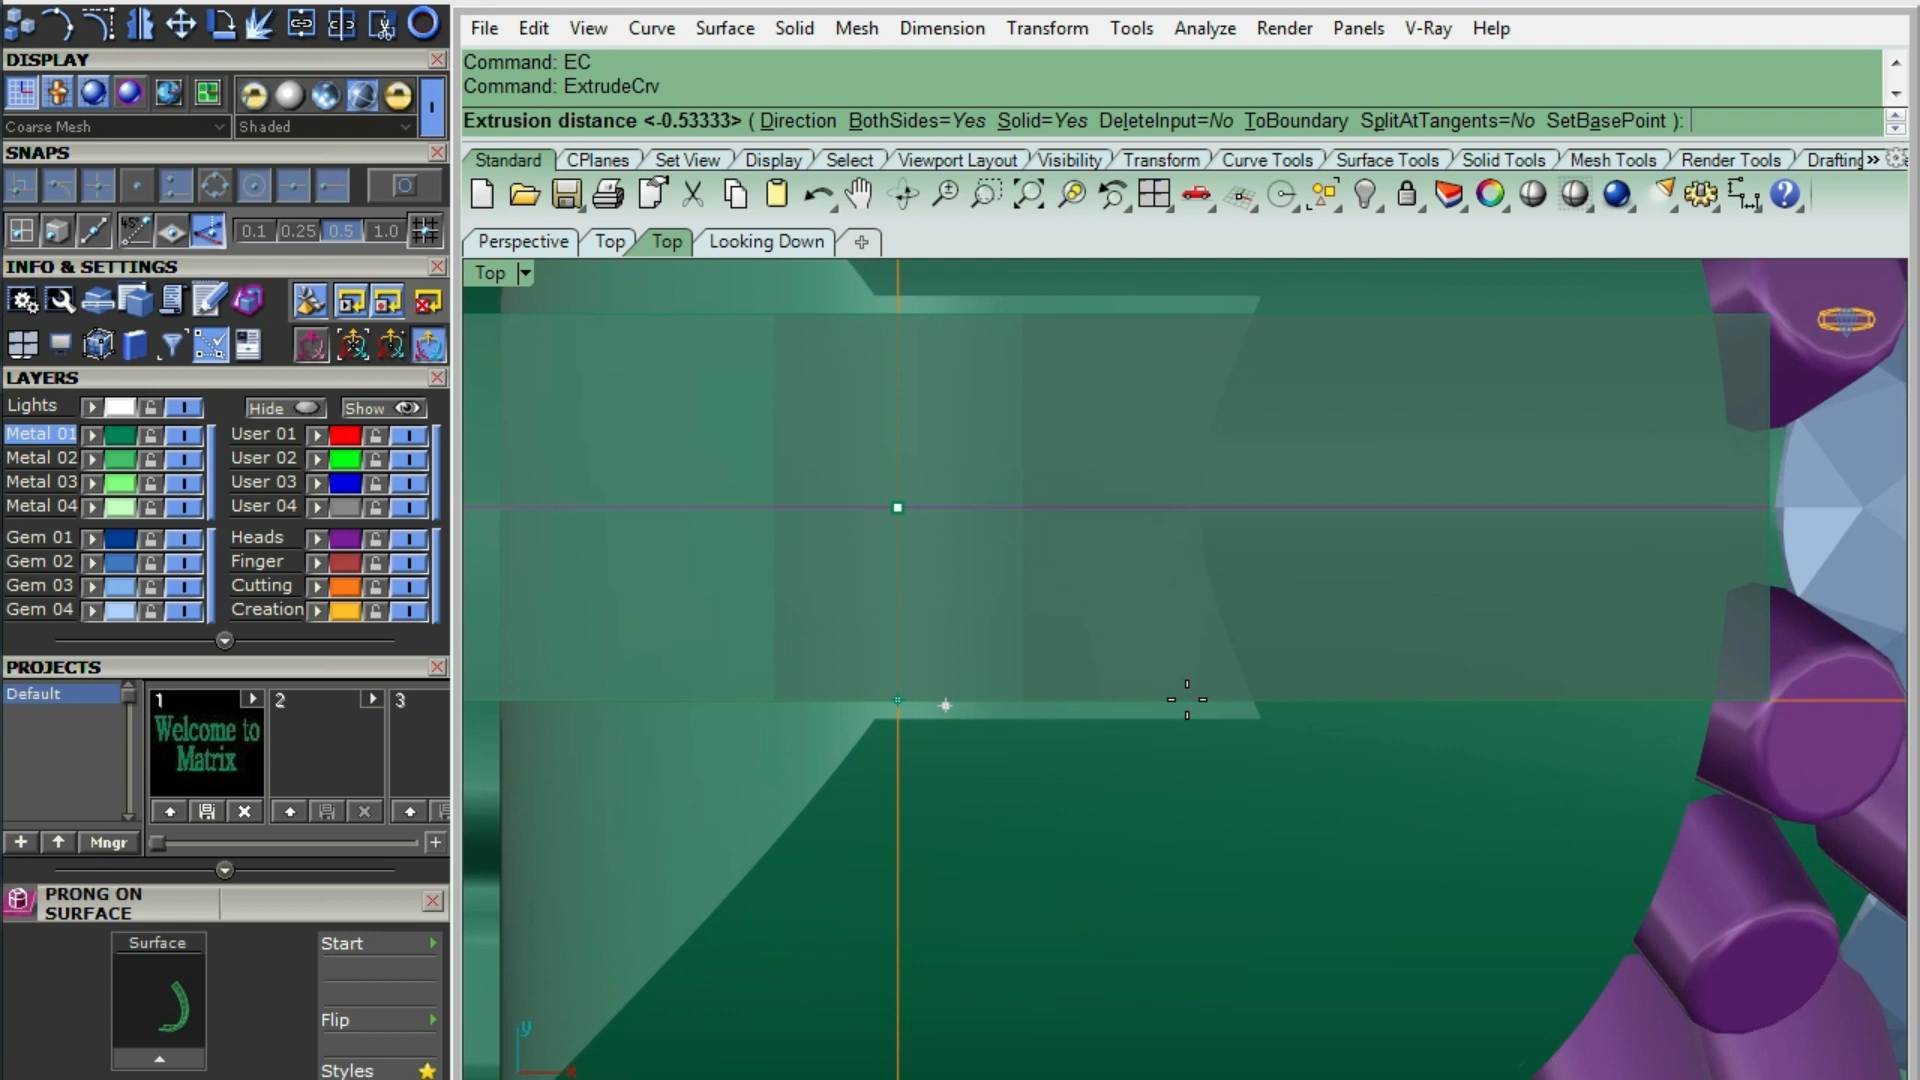 File Edit View Curve Surface Solid Mesh Dimension Transform Tools Analyze Render Panels V-Ray Help
DISPLAY
Command: EC
Command: ExtrudeCrv
Coarse Mesh Shaded
Extrusion distance <-0.53333> ( Direction BothSides=Yes Solid=Yes DeleteInput=No ToBoundary SplitAtTangents=No SetBasePoint ):
SNAPS
Standard CPlanes Set View Display Select Viewport Layout Visibility Transform Curve Tools Surface Tools Solid Tools Mesh Tools Render Tools Drafting »
45°
0.1 0.25 0.5 1.0
Perspective Top Top Looking Down
INFO & SETTINGS
Top
LAYERS
Lights Hide Show
Metal 01 User 01
Metal 02 User 02
Metal 03 User 03
Metal 04 User 04
Gem 01 Heads
Gem 02 Finger
Gem 03 Cutting
Gem 04 Creation
PROJECTS
Default
1 2 3
Welcome to
Matrix
Mngr
PRONG ON
SURFACE
Surface
Start
Flip
Styles
y
x